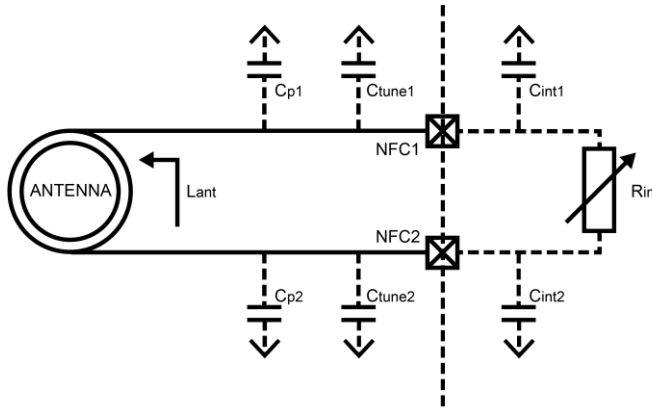 Cp1
Ctune1
Cint1
NFC1
ANTENNA
Lant
Rin
NFC2
Cp2
Ctune2
Cint2